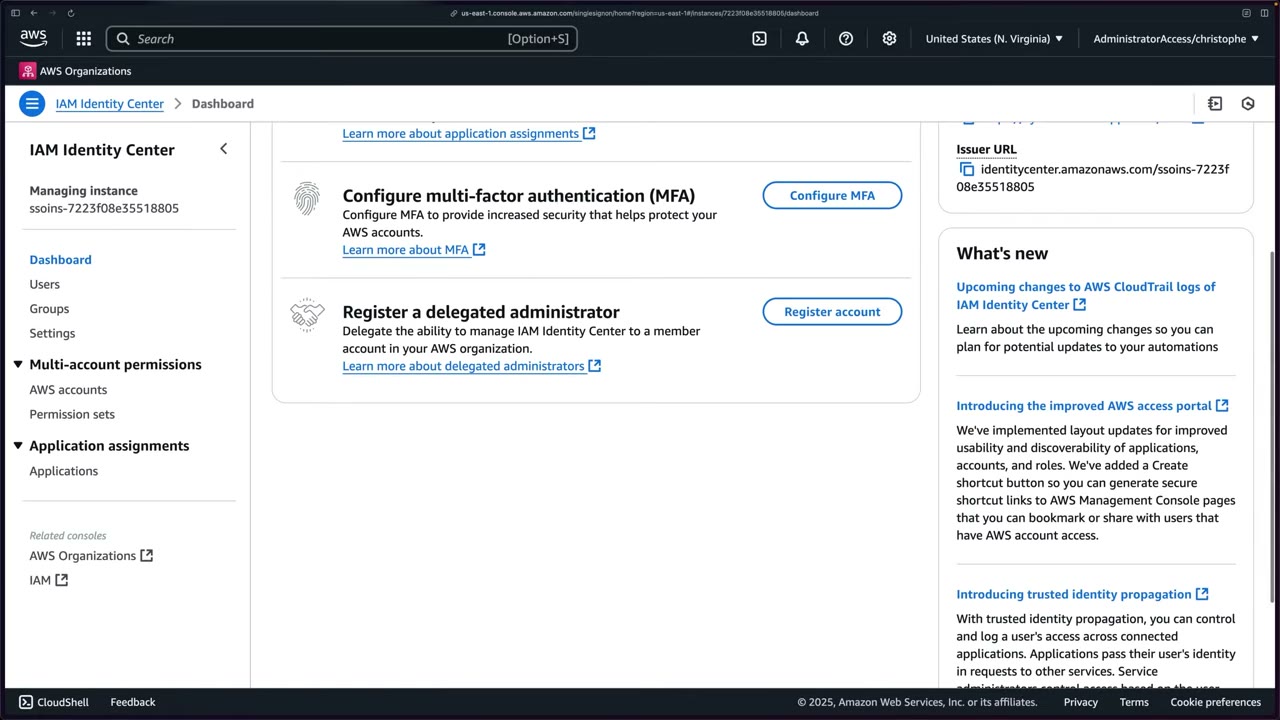 us-east-1.console.aws.amazon.com/singlesignon/home?region=us-east-1#/instances/7223f08e35518805/dashboard
aws
Search
[Option+S]
United States (N. Virginia)
AdministratorAccess/christophe
AWS Organizations
IAM Identity Center
Dashboard
IAM Identity Center
Managing instance
ssoins-7223f08e35518805
Dashboard
Users
Groups
Settings
Multi-account permissions
AWS accounts
Permission sets
Application assignments
Applications
Related consoles
AWS Organizations
IAM
Learn more about application assignments
Configure multi-factor authentication (MFA)
Configure MFA to provide increased security that helps protect your
AWS accounts.
Learn more about MFA
Configure MFA
Register a delegated administrator
Delegate the ability to manage IAM Identity Center to a member
account in your AWS organization.
Learn more about delegated administrators
Register account
Issuer URL
identitycenter.amazonaws.com/ssoins-7223f
08e35518805
What's new
Upcoming changes to AWS CloudTrail logs of
IAM Identity Center
Learn about the upcoming changes so you can
plan for potential updates to your automations
Introducing the improved AWS access portal
We've implemented layout updates for improved
usability and discoverability of applications,
accounts, and roles. We've added a Create
shortcut button so you can generate secure
shortcut links to AWS Management Console pages
that you can bookmark or share with users that
have AWS account access.
Introducing trusted identity propagation
With trusted identity propagation, you can control
and log a user's access across connected
applications. Applications pass their user's identity
in requests to other services. Service
administrators control access based on the user
CloudShell
Feedback
© 2025, Amazon Web Services, Inc. or its affiliates.
Privacy
Terms
Cookie preferences